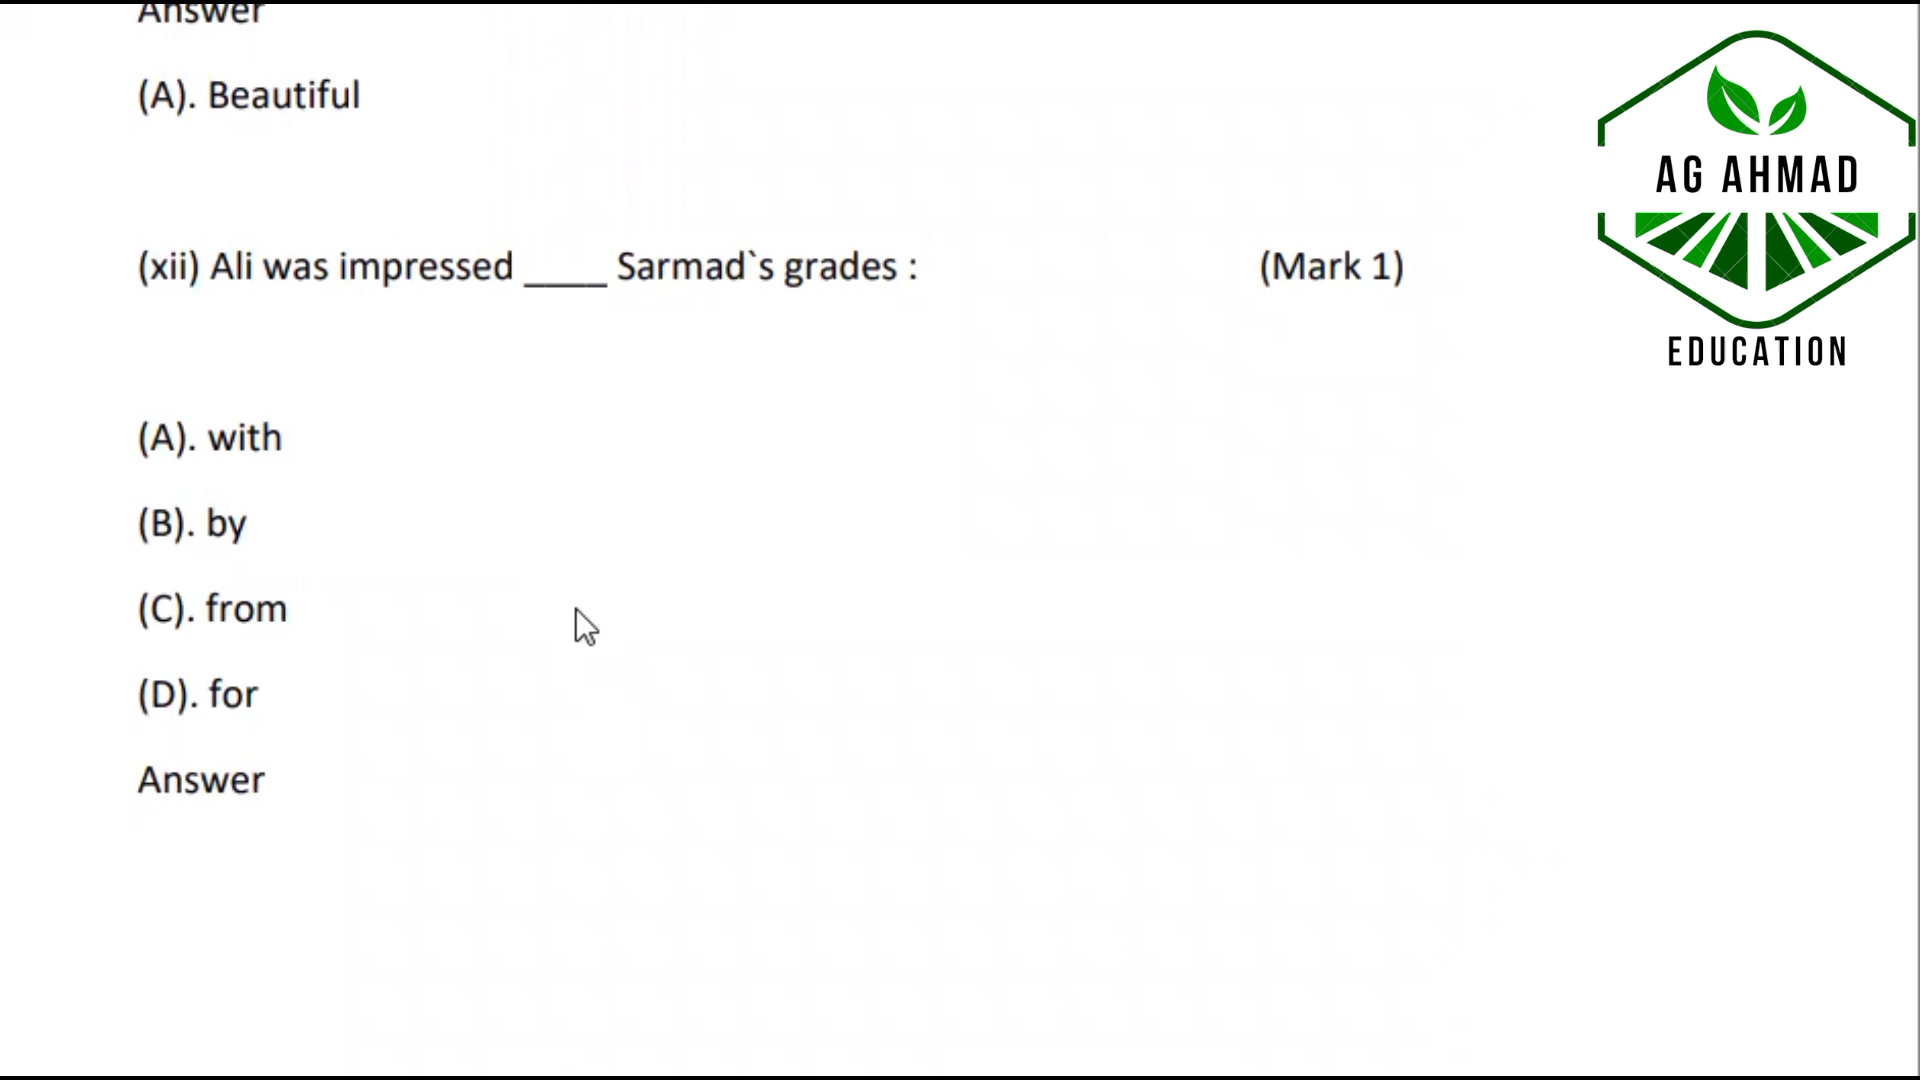 Answer
(A). Beautiful
(xii) Ali was impressed ____ Sarmad`s grades : (Mark 1)
(A). with
(B). by
(C). from
(D). for
Answer
AG AHMAD
EDUCATION